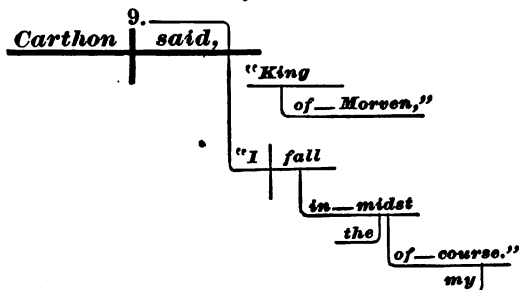 9.
Carthon said,
"King
of Morven,"
"I fall
in midst
the
of course."
my